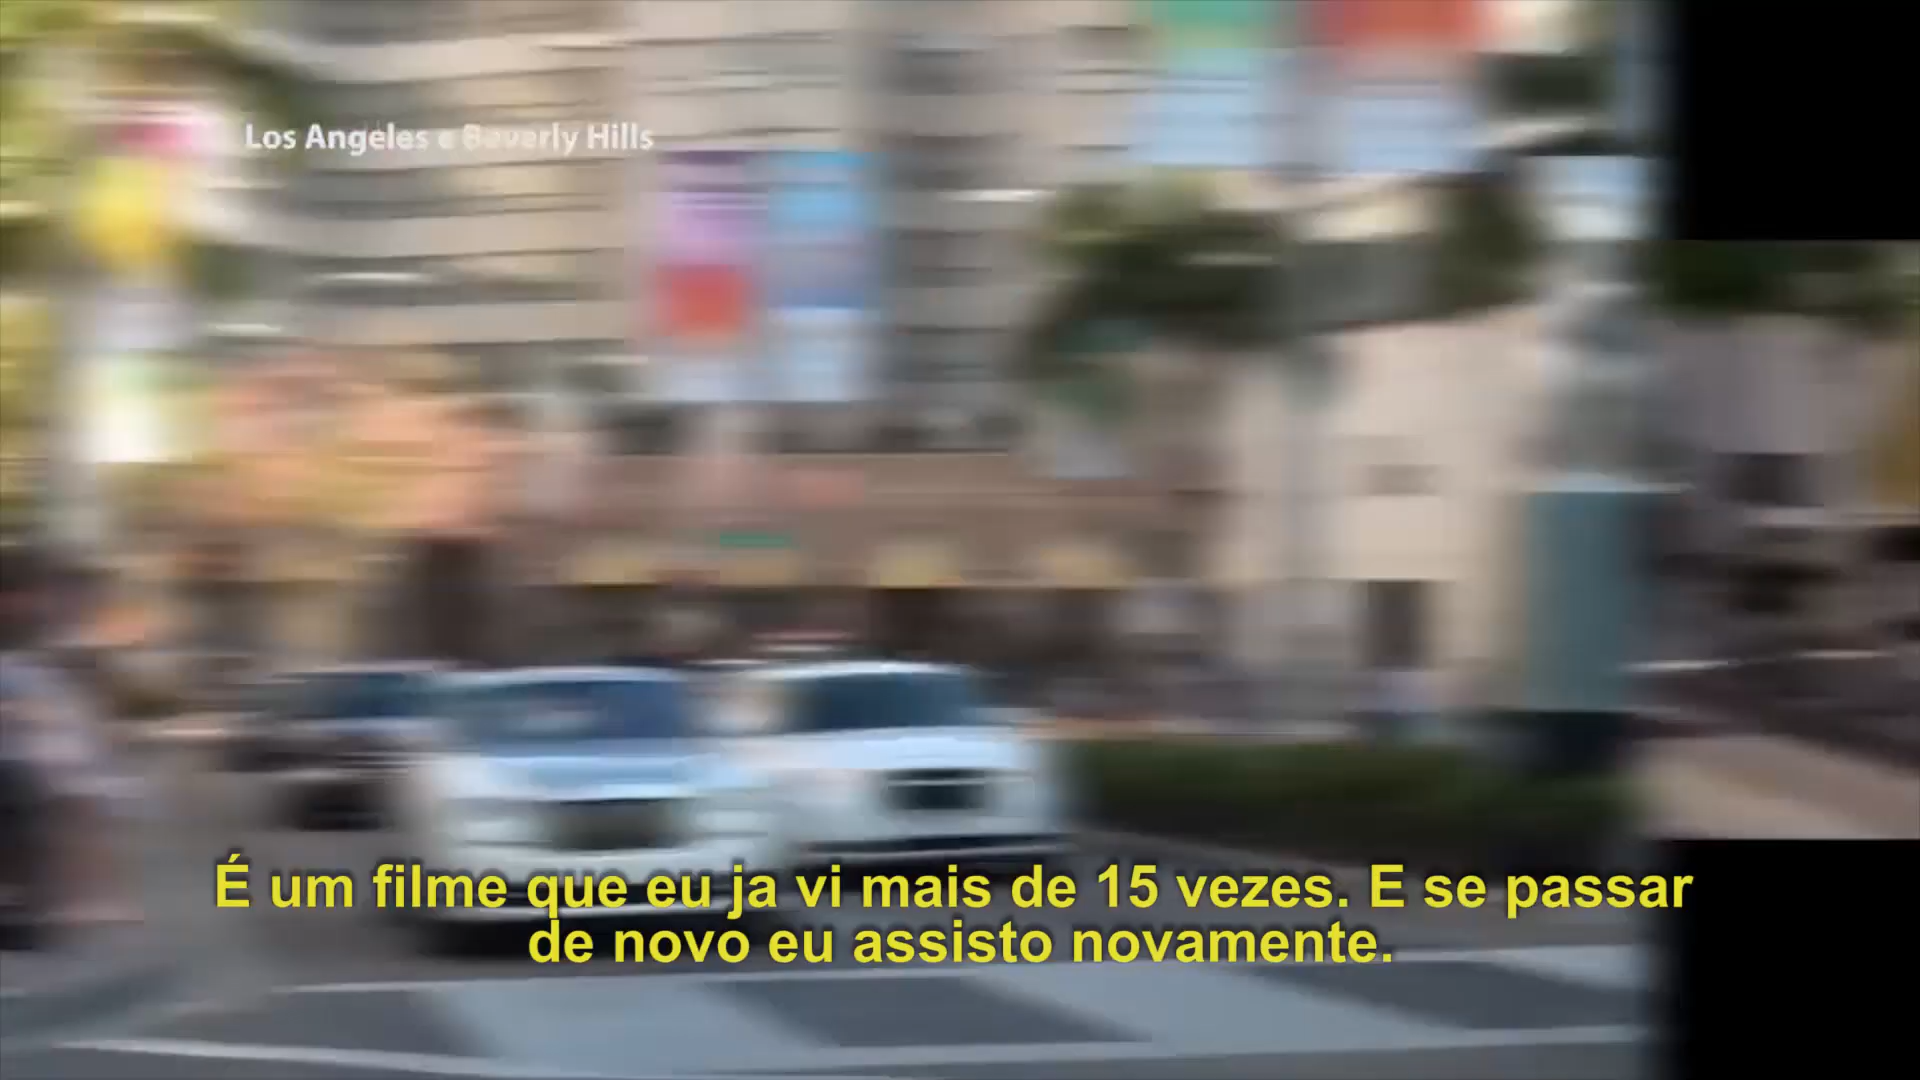 Los Angeles e Beverly Hills
É um filme que eu ja vi mais de 15 vezes. E se passar
de novo eu assisto novamente.